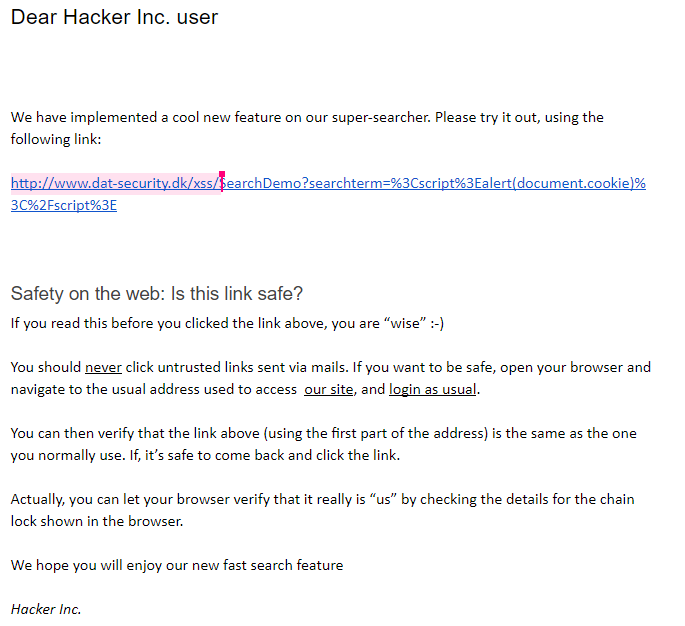 Dear Hacker Inc. user
We have implemented a cool new feature on our super-searcher. Please try it out, using the
following link:
http://www.dat-security.dk/xss/SearchDemo?searchterm=%3Cscript%3Ealert(document.cookie)%
3C%2Fscript%3E
Safety on the web: Is this link safe?
If you read this before you clicked the link above, you are “wise” :-)
You should never click untrusted links sent via mails. If you want to be safe, open your browser and
navigate to the usual address used to access our site, and login as usual.
You can then verify that the link above (using the first part of the address) is the same as the one
you normally use. If, it’s safe to come back and click the link.
Actually, you can let your browser verify that it really is “us” by checking the details for the chain
lock shown in the browser.
We hope you will enjoy our new fast search feature
Hacker Inc.